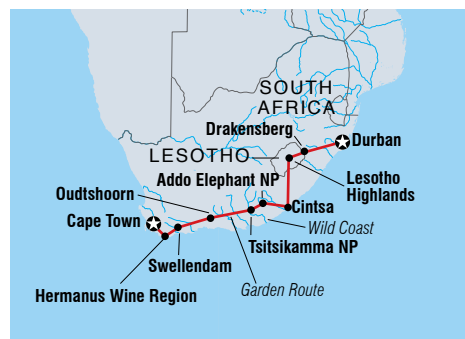 SOUTH
AFRICA
Drakensberg
Durban
LESOTHO
Addo Elephant NP
Lesotho
Highlands
Oudtshoorn
Cintsa
Cape Town
Wild Coast
Tsitsikamma NP
Swellendam
Garden Route
Hermanus Wine Region